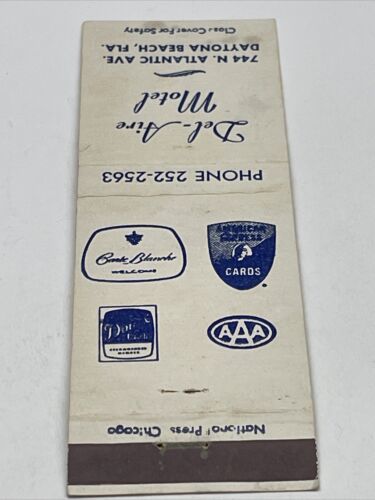 PHONE 252-2563
Del-Aire
Motel
744 N. ATLANTIC AVE.
DAYTONA BEACH, FLA.
Close Cover For Safety
Carte Blanche
WELCOME
AMERICAN
EXPRESS
CARDS
AAA
National Press Chicago